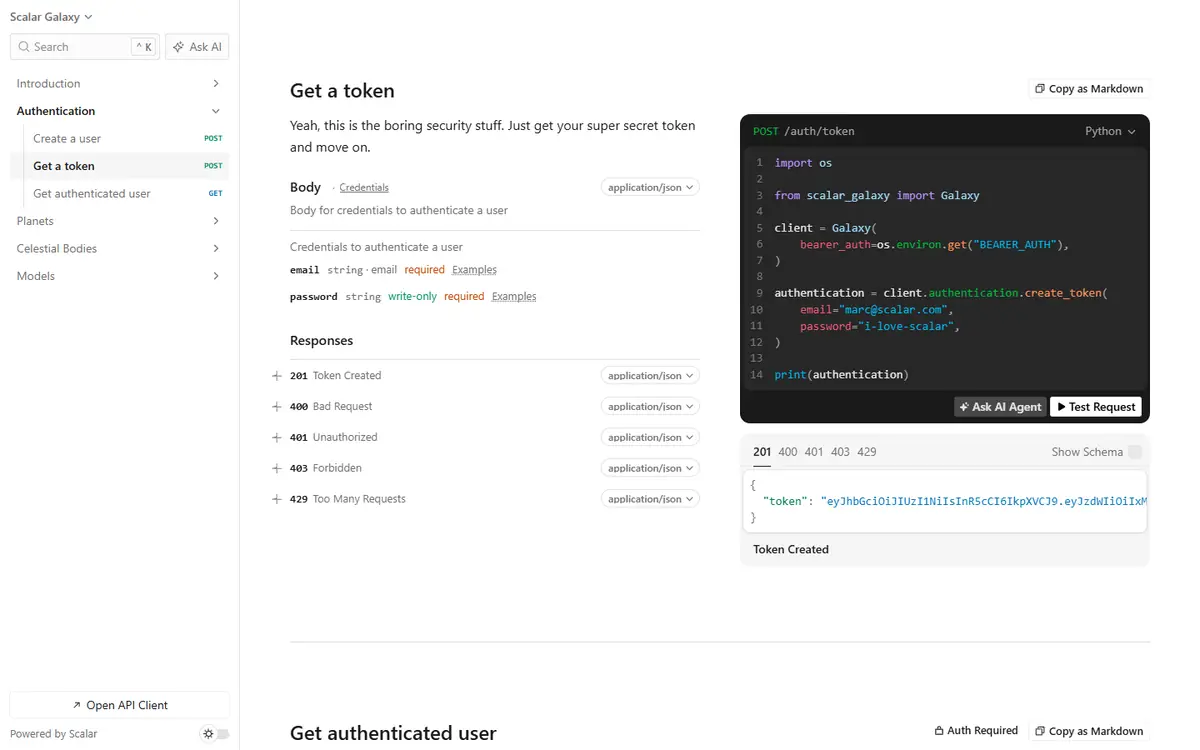 Scalar Galaxy
Search ^ K Ask AI
Introduction
Authentication
Create a user POST
Get a token POST
Get authenticated user GET
Planets
Celestial Bodies
Models
Open API Client
Powered by Scalar
Get a token
Copy as Markdown
Yeah, this is the boring security stuff. Just get your super secret token
and move on.
Body · Credentials application/json
Body for credentials to authenticate a user
Credentials to authenticate a user
email string · email required Examples
password string write-only required Examples
Responses
201 Token Created application/json
400 Bad Request application/json
401 Unauthorized application/json
403 Forbidden application/json
429 Too Many Requests application/json
POST /auth/token Python
1 import os
2
3 from scalar_galaxy import Galaxy
4
5 client = Galaxy(
6 bearer_auth=os.environ.get("BEARER_AUTH"),
7 )
8
9 authentication = client.authentication.create_token(
10 email="marc@scalar.com",
11 password="i-love-scalar",
12 )
13
14 print(authentication)
Ask AI Agent Test Request
201 400 401 403 429 Show Schema
{
"token": "eyJhbGciOiJIUzI1NiIsInR5cCI6IkpXVCJ9.eyJzdWIiOiIxM
}
Token Created
Get authenticated user
Auth Required Copy as Markdown